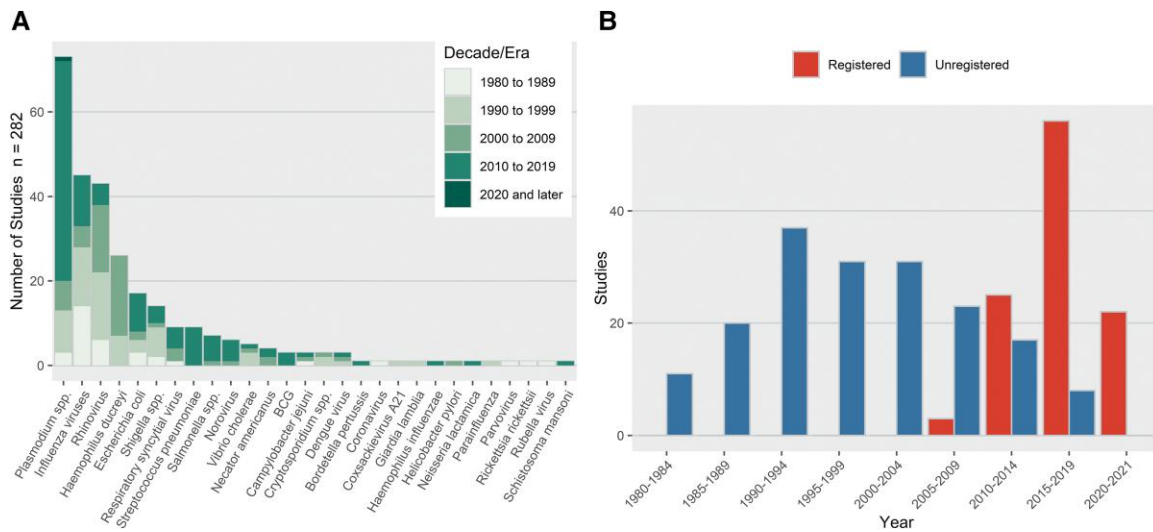 A
Number of Studies n = 282
60
40
20
0
Decade/Era
1980 to 1989
1990 to 1999
2000 to 2009
2010 to 2019
2020 and later
Plasmodium spp.
Influenza viruses
Rhinovirus
Haemophilus ducreyi
Escherichia coli
Shigella spp.
Respiratory syncytial virus
Streptococcus pneumoniae
Salmonella spp.
Norovirus
Vibrio cholerae
Necator americanus
BCG
Campylobacter jejuni
Cryptosporidium spp.
Dengue virus
Bordetella pertussis
Coronavirus
Coxsackievirus A21
Giardia lamblia
Haemophilus influenzae
Helicobacter pylori
Neisseria lactamica
Parainfluenza
Parvovirus
Rickettsia rickettsii
Rubella virus
Schistosoma mansoni
B
Registered
Unregistered
Studies
40
20
0
1980-1984
1985-1989
1990-1994
1995-1999
2000-2004
2005-2009
2010-2014
2015-2019
2020-2021
Year